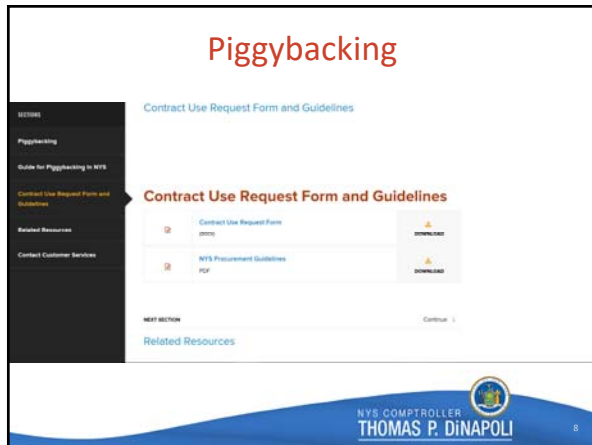 Piggybacking
SECTIONS
Piggybacking
Guide for Piggybacking in NYS
Contract Use Request Form and
Guidelines
Related Resources
Contact Customer Services
Contract Use Request Form and Guidelines
Contract Use Request Form and Guidelines
Contract Use Request Form
(DOCX)
DOWNLOAD
NYS Procurement Guidelines
PDF
DOWNLOAD
NEXT SECTION
Continue
Related Resources
NYS COMPTROLLER
THOMAS P. DiNAPOLI
8